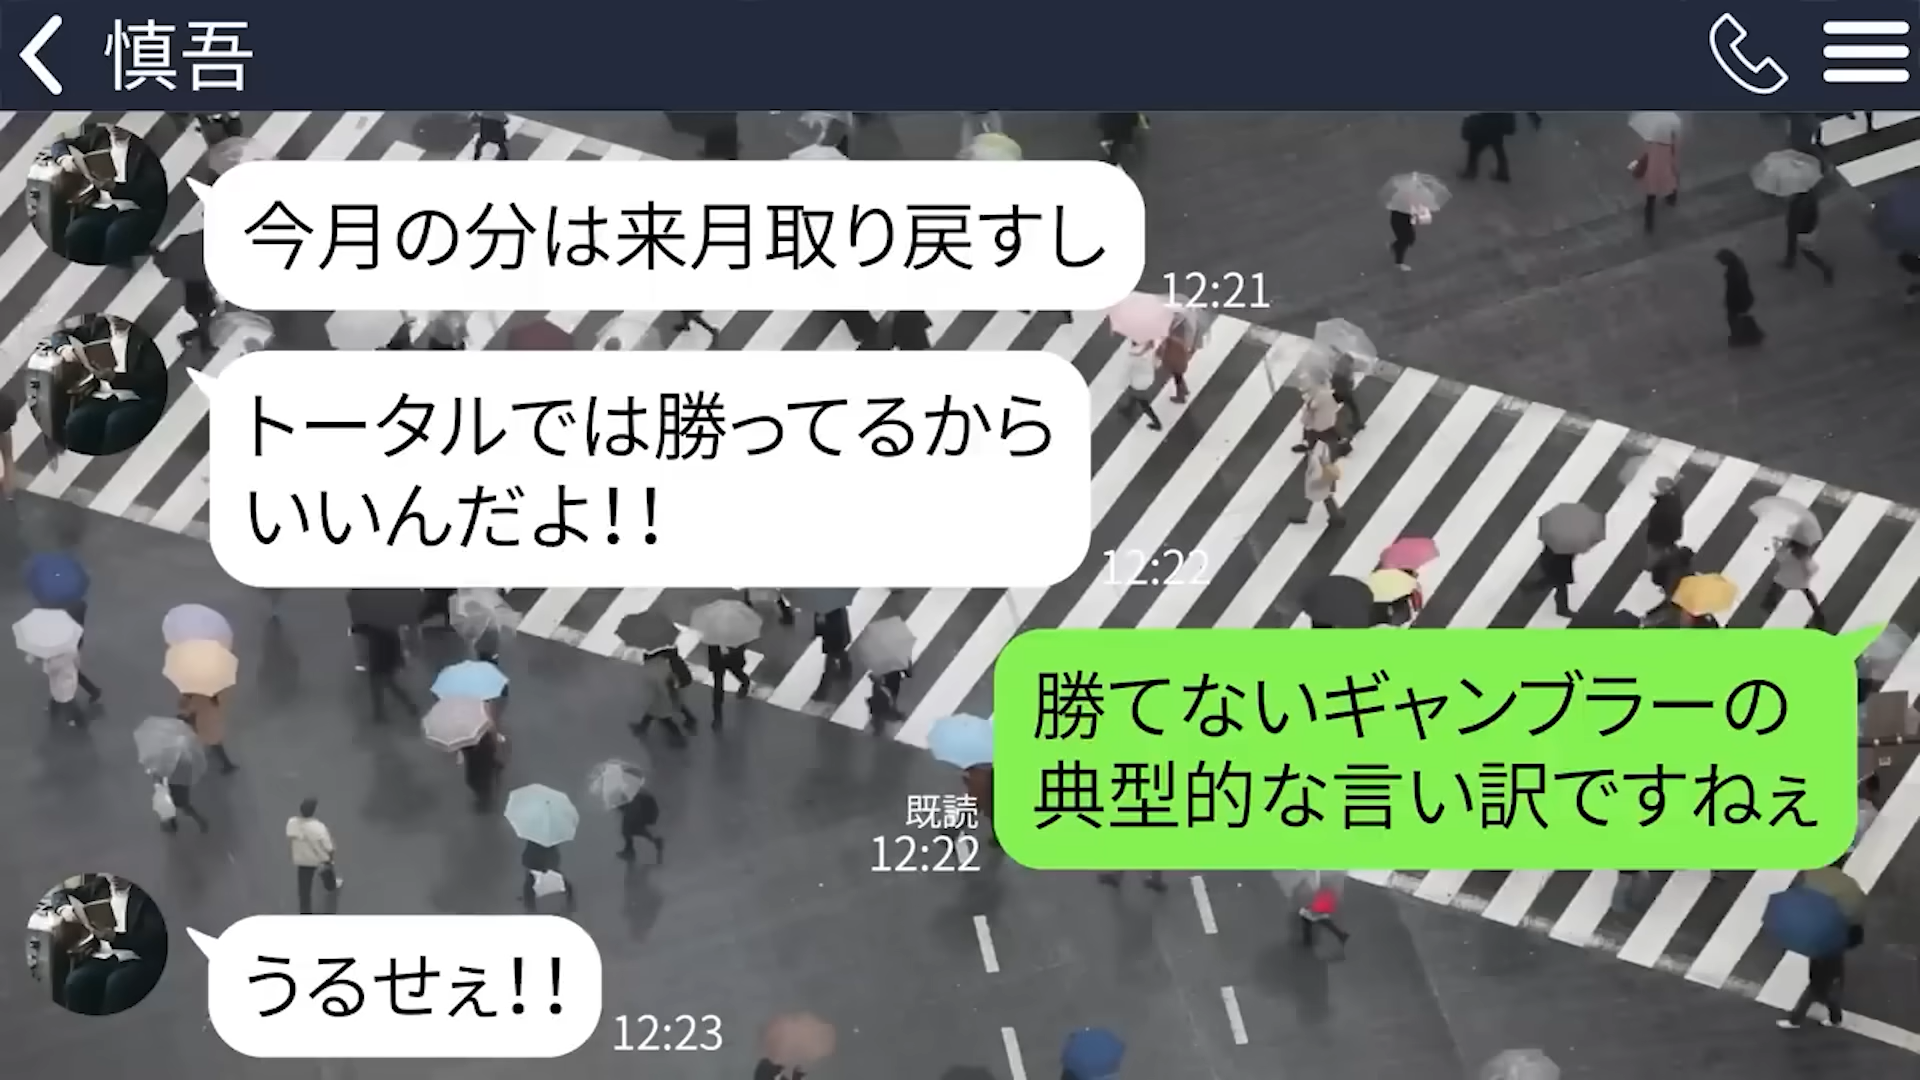 慎吾
今月の分は来月取り戻すし
12:21
トータルでは勝ってるから
いいんだよ！！
12:22
勝てないギャンブラーの
典型的な言い訳ですねぇ
既読
12:22
うるせぇ！！
12:23